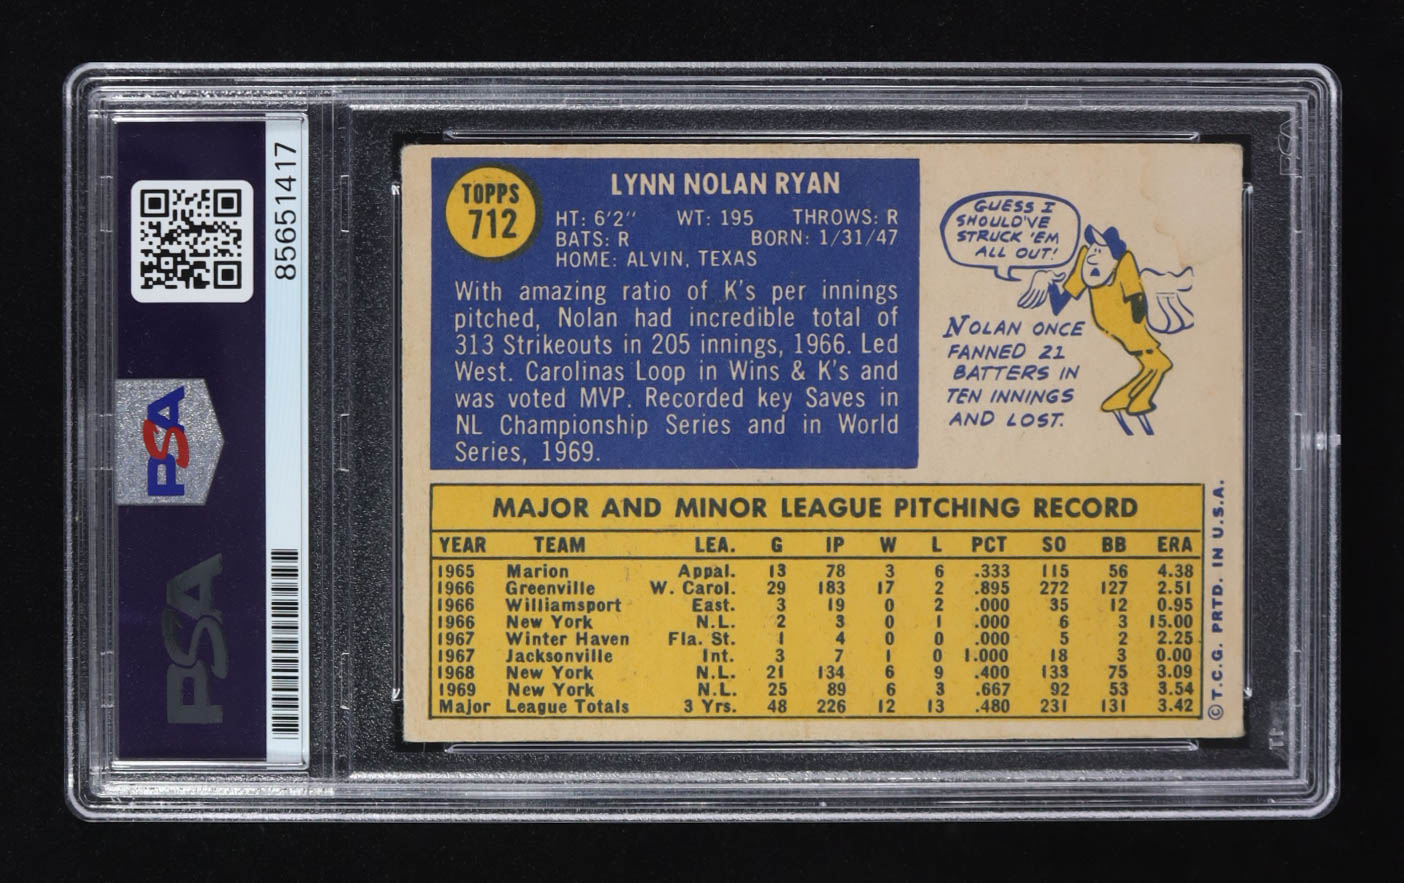 85651417
PSA
PSA
TOPPS
712
LYNN NOLAN RYAN
HT: 6'2" WT: 195 THROWS: R
BATS: R BORN: 1/31/47
HOME: ALVIN, TEXAS
With amazing ratio of K's per innings
pitched, Nolan had incredible total of
313 Strikeouts in 205 innings, 1966. Led
West. Carolinas Loop in Wins & K's and
was voted MVP. Recorded key Saves in
NL Championship Series and in World
Series, 1969.
GUESS I
SHOULD'VE
STRUCK 'EM
ALL OUT!
NOLAN ONCE
FANNED 21
BATTERS IN
TEN INNINGS
AND LOST.
MAJOR AND MINOR LEAGUE PITCHING RECORD
YEAR TEAM LEA. G IP W L PCT SO BB ERA
1965 Marion Appal. 13 78 3 6 .333 115 56 4.38
1966 Greenville W. Carol. 29 183 17 2 .895 272 127 2.51
1966 Williamsport East. 3 19 0 2 .000 35 12 0.95
1966 New York N.L. 2 3 0 1 .000 6 3 15.00
1967 Winter Haven Fla. St. 1 4 0 0 .000 5 2 2.25
1967 Jacksonville Int. 3 7 1 0 1.000 18 3 0.00
1968 New York N.L. 21 134 6 9 .400 133 75 3.09
1969 New York N.L. 25 89 6 3 .667 92 53 3.54
Major League Totals 3 Yrs. 48 226 12 13 .480 231 131 3.42
© T.C.G. PRTD. IN U.S.A.